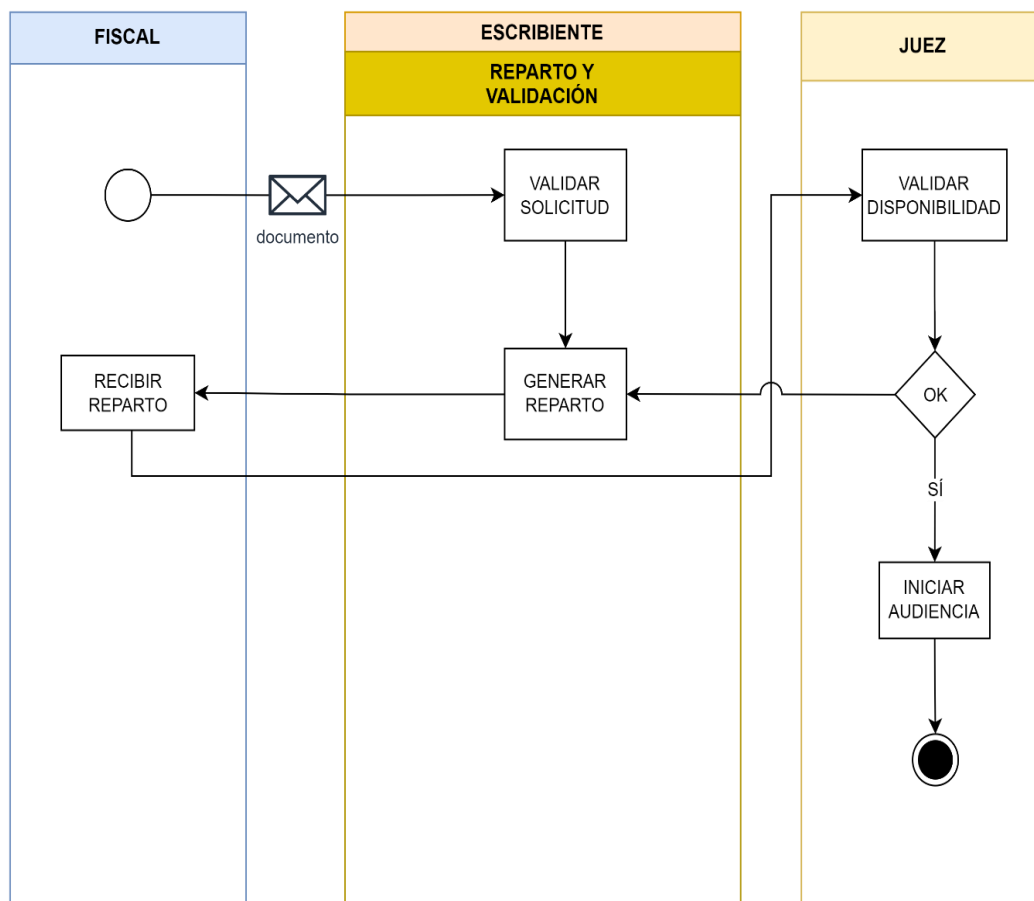 FISCAL
ESCRIBIENTE
JUEZ
REPARTO Y
VALIDACIÓN
documento
VALIDAR
SOLICITUD
VALIDAR
DISPONIBILIDAD
RECIBIR
REPARTO
GENERAR
REPARTO
OK
SÍ
INICIAR
AUDIENCIA